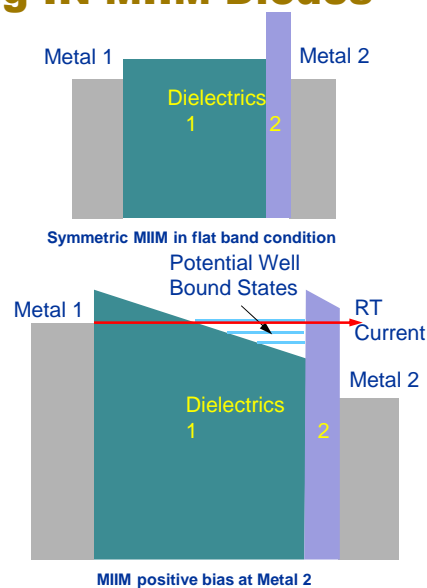 g IN MIIM Diodes
Metal 1
Metal 2
Dielectrics
1 2
Symmetric MIIM in flat band condition
Potential Well
Bound States
Metal 1
RT
Current
Metal 2
Dielectrics
1 2
MIIM positive bias at Metal 2